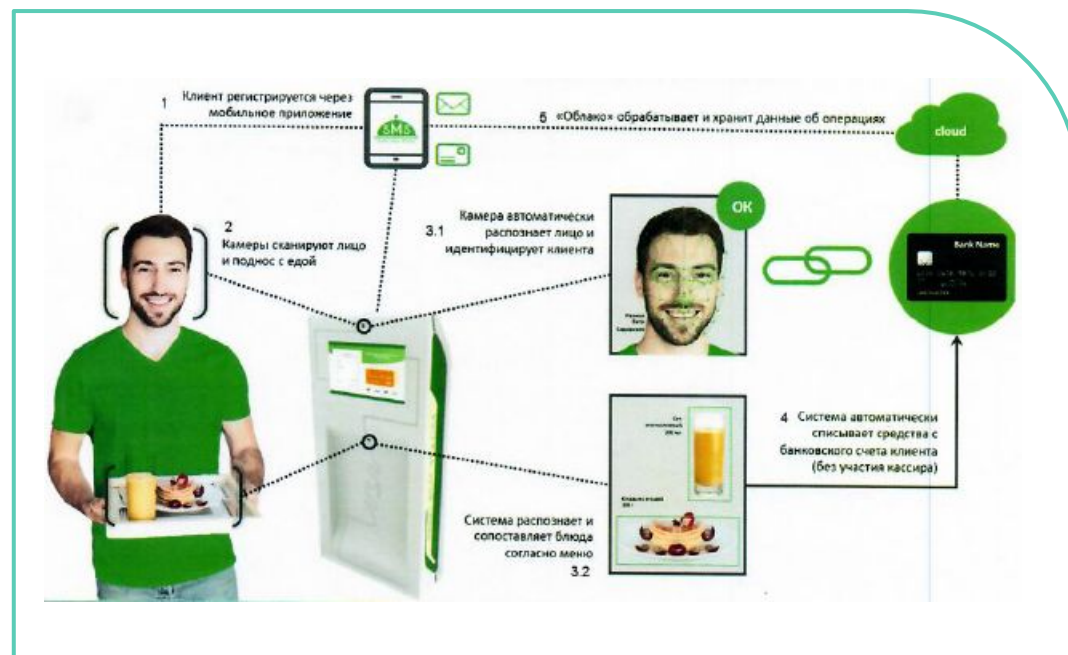 1 Клиент регистрируется через
мобильное приложение
SMS
5 «Облако» обрабатывает и хранит данные об операциях
cloud
2
Камеры сканируют лицо
и поднос с едой
3.1
Камера автоматически
распознает лицо и
идентифицирует клиента
OK
Bank Name
4 Система автоматически
списывает средства с
банковского счета клиента
(без участия кассира)
Система распознает и
сопоставляет блюда
согласно меню
3.2